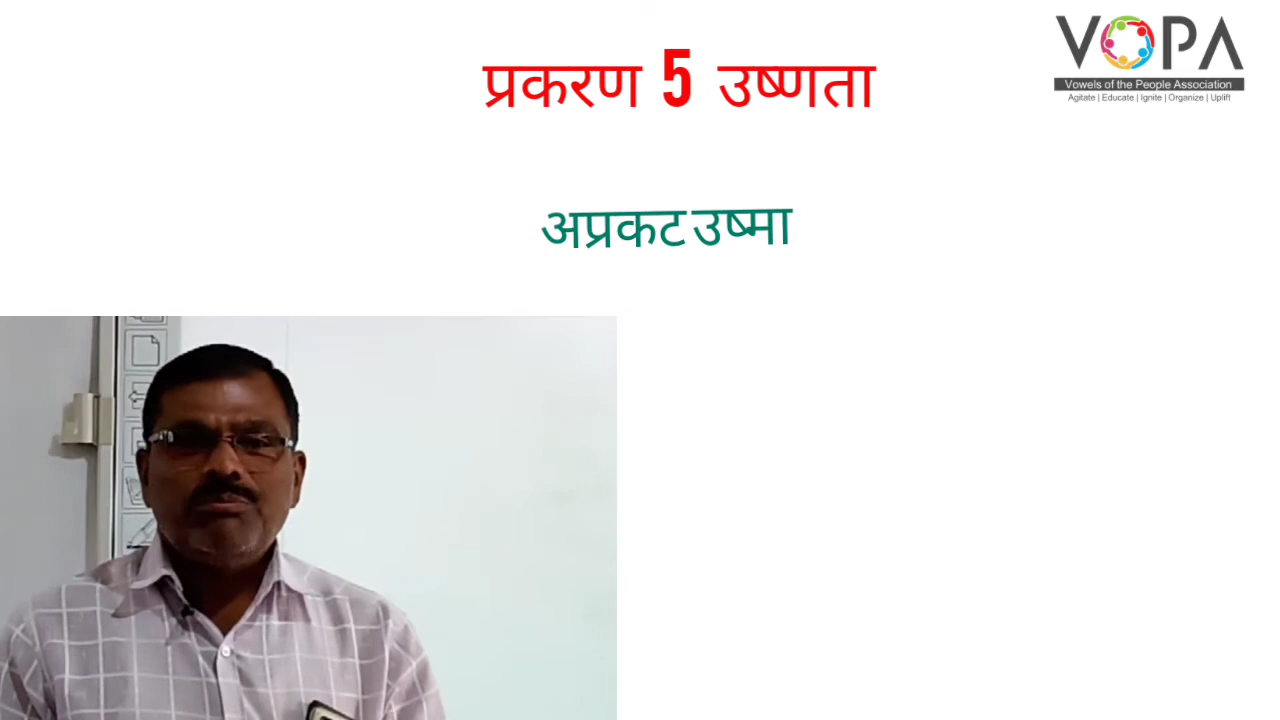 प्रकरण 5 उष्णता
VOPA
Vowels of the People Association
Agitate | Educate | Ignite | Organize | Uplift
अप्रकट उष्मा